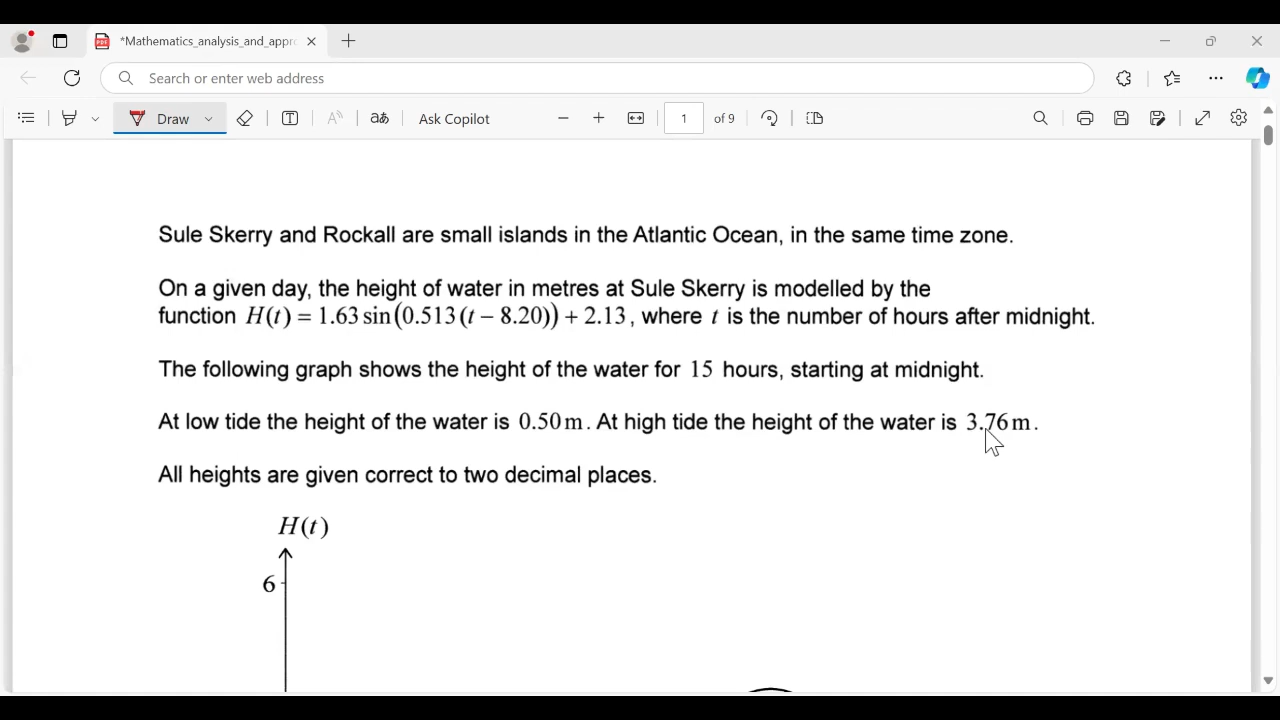 *Mathematics_analysis_and_appro
Search or enter web address
Draw
Ask Copilot
1 of 9
Sule Skerry and Rockall are small islands in the Atlantic Ocean, in the same time zone.
On a given day, the height of water in metres at Sule Skerry is modelled by the
function H(t) = 1.63 sin(0.513(t − 8.20)) + 2.13, where t is the number of hours after midnight.
The following graph shows the height of the water for 15 hours, starting at midnight.
At low tide the height of the water is 0.50 m. At high tide the height of the water is 3.76 m.
All heights are given correct to two decimal places.
H(t)
6